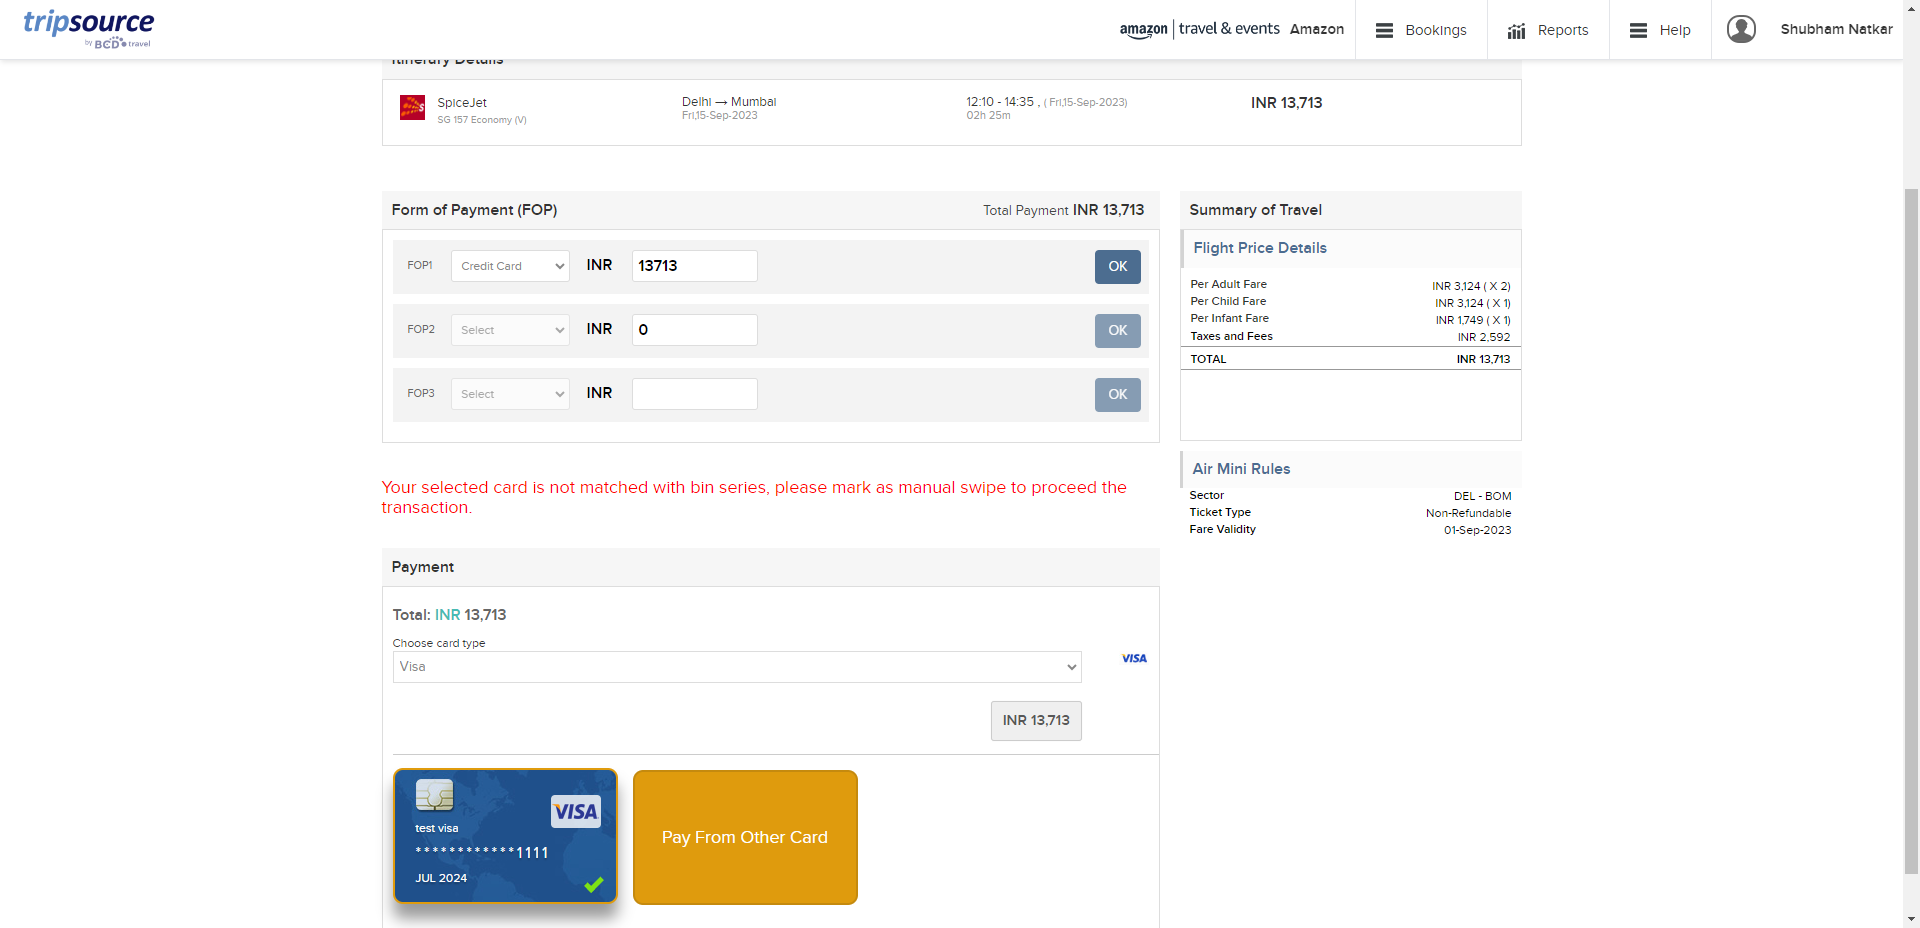 tripsource
by BCD travel
amazon | travel & events Amazon
Bookings
Reports
Help
Shubham Natkar
Itinerary Details
SpiceJet
SG 157 Economy (V)
Delhi → Mumbai
Fri,15-Sep-2023
12:10 - 14:35 , ( Fri,15-Sep-2023)
02h 25m
INR 13,713
Form of Payment (FOP)
Total Payment INR 13,713
FOP1 Credit Card INR 13713 OK
FOP2 Select INR 0 OK
FOP3 Select INR OK
Summary of Travel
Flight Price Details
Per Adult Fare INR 3,124 ( X 2)
Per Child Fare INR 3,124 ( X 1)
Per Infant Fare INR 1,749 ( X 1)
Taxes and Fees INR 2,592
TOTAL INR 13,713
Air Mini Rules
Sector DEL - BOM
Ticket Type Non-Refundable
Fare Validity 01-Sep-2023
Your selected card is not matched with bin series, please mark as manual swipe to proceed the
transaction.
Payment
Total: INR 13,713
Choose card type
Visa
VISA
INR 13,713
VISA
test visa
************1111
JUL 2024
Pay From Other Card